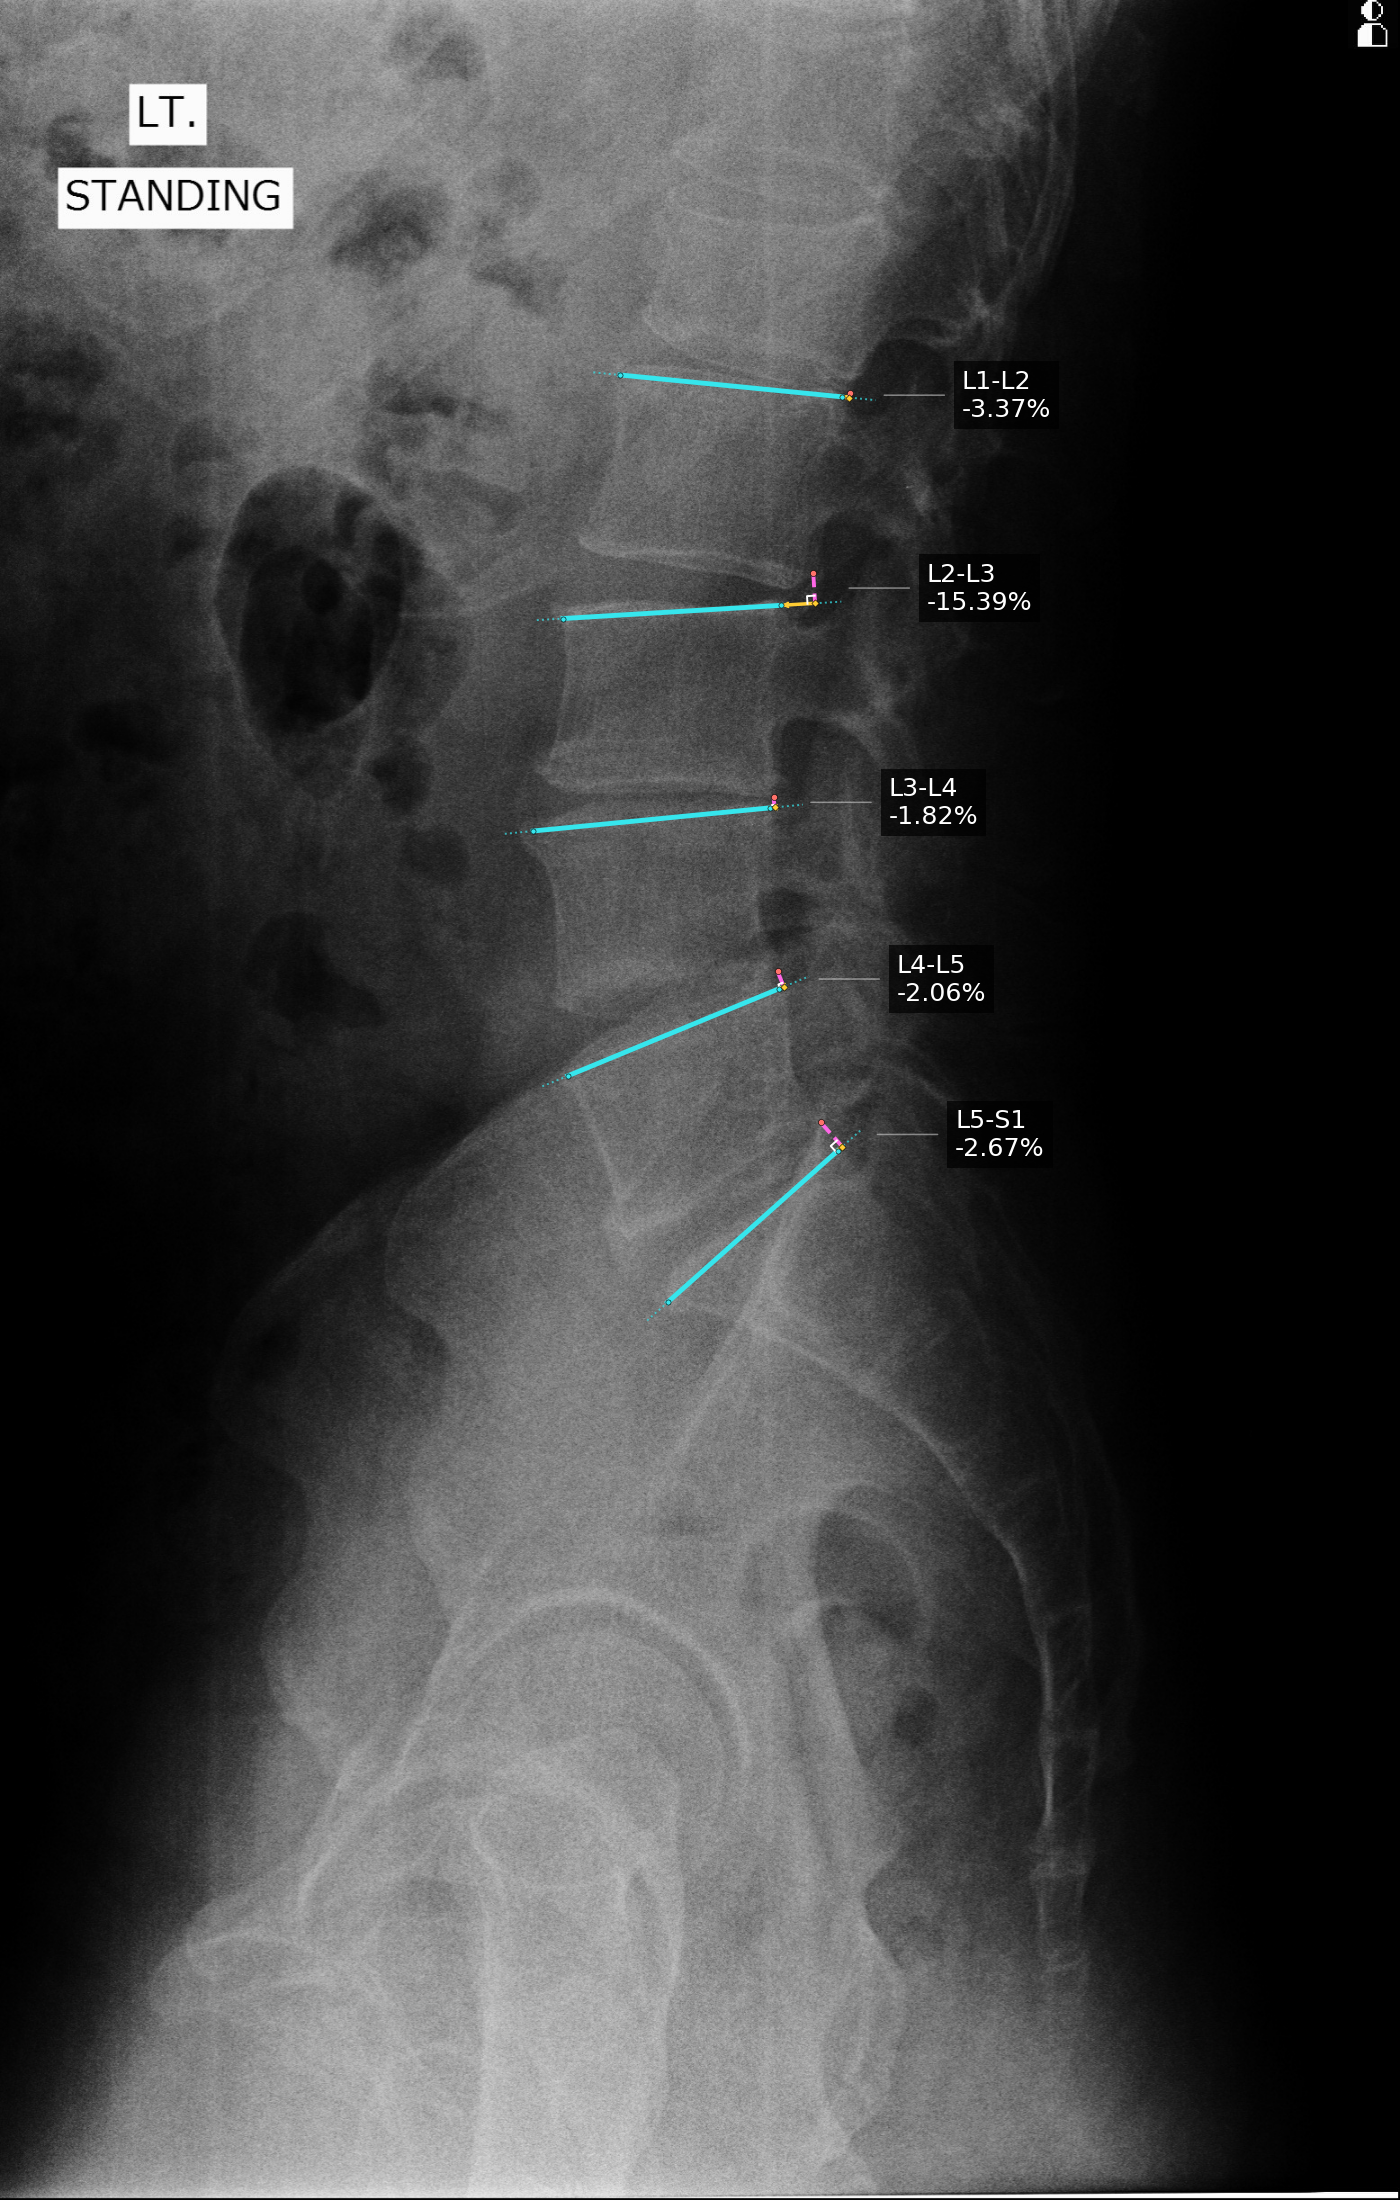 LT.
STANDING
L1-L2
-3.37%
L2-L3
-15.39%
L3-L4
-1.82%
L4-L5
-2.06%
L5-S1
-2.67%